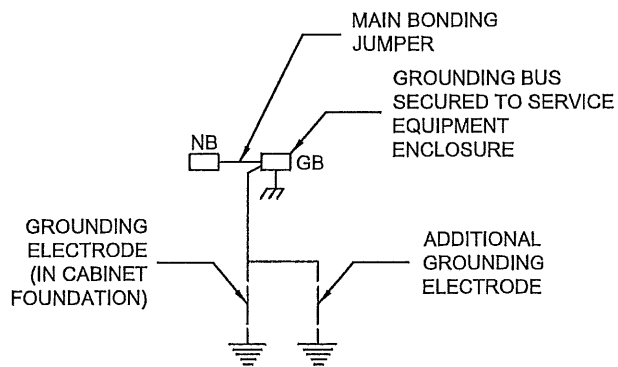 MAIN BONDING
JUMPER
GROUNDING BUS
SECURED TO SERVICE
EQUIPMENT
ENCLOSURE
NB
GB
GROUNDING
ELECTRODE
(IN CABINET
FOUNDATION)
ADDITIONAL
GROUNDING
ELECTRODE